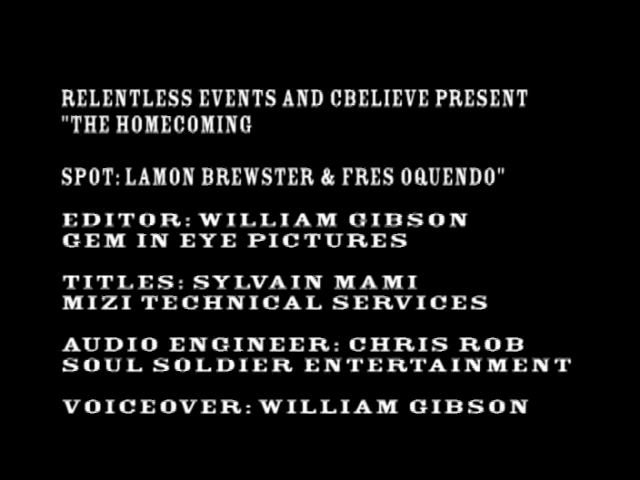 RELENTLESS EVENTS AND CBELIEVE PRESENT
"THE HOMECOMING
SPOT: LAMON BREWSTER & FRES OQUENDO"
EDITOR: WILLIAM GIBSON
GEM IN EYE PICTURES
TITLES: SYLVAIN MAMI
MIZI TECHNICAL SERVICES
AUDIO ENGINEER: CHRIS ROB
SOUL SOLDIER ENTERTAINMENT
VOICEOVER: WILLIAM GIBSON